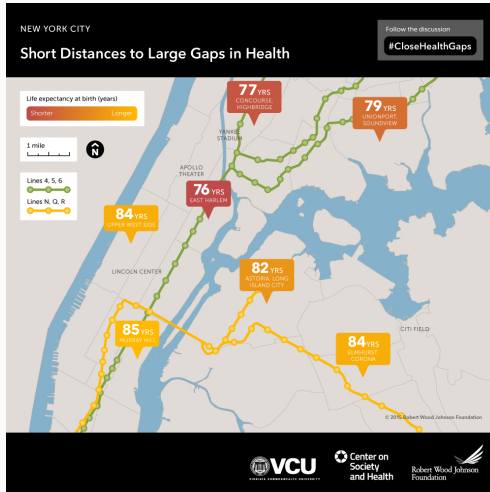 NEW YORK CITY
Short Distances to Large Gaps in Health
Follow the discussion
#CloseHealthGaps
Life expectancy at birth (years)
Shorter Longer
1 mile
N
Lines 4, 5, 6
Lines N, Q, R
77 YRS
CONCOURSE,
HIGHBRIDGE
79 YRS
UNIONPORT,
SOUNDVIEW
YANKEE
STADIUM
APOLLO
THEATER
76 YRS
EAST HARLEM
84 YRS
UPPER WEST SIDE
LINCOLN CENTER
82 YRS
ASTORIA, LONG
ISLAND CITY
85 YRS
MURRAY HILL
CITI FIELD
84 YRS
ELMHURST,
CORONA
© 2015 Robert Wood Johnson Foundation
VCU
VIRGINIA COMMONWEALTH UNIVERSITY
Center on
Society
and Health
Robert Wood Johnson
Foundation